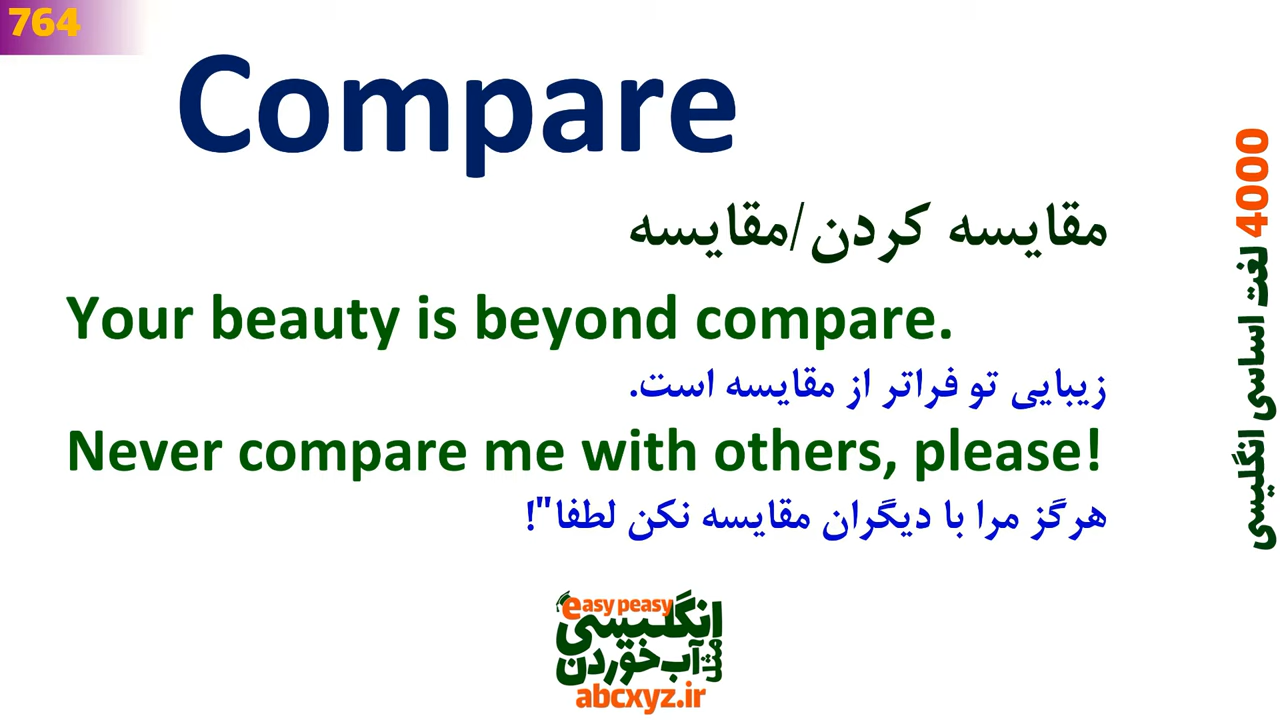 764
Compare
مقایسه کردن/مقایسه
Your beauty is beyond compare.
زیبایی تو فراتر از مقایسه است.
Never compare me with others, please!
هرگز مرا با دیگران مقایسه نکن لطفا"!
4000 لغت اساسی انگلیسی
easy peasy
انگلیسی
مثل آب خوردن
abcxyz.ir